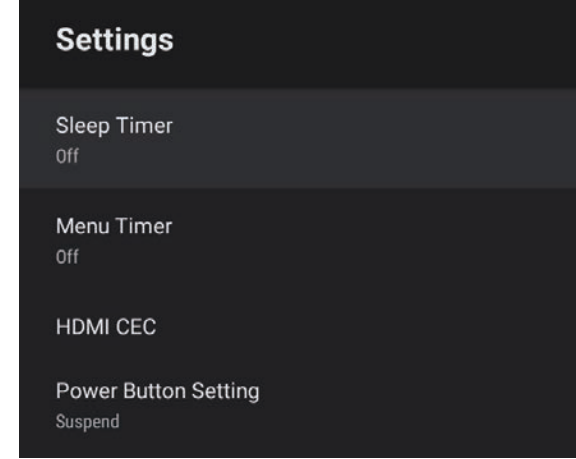 Settings
Sleep Timer
Off
Menu Timer
Off
HDMI CEC
Power Button Setting
Suspend